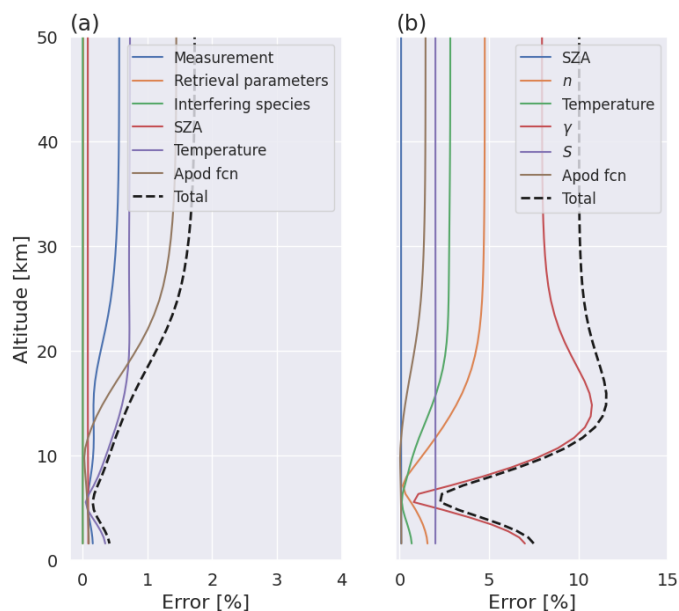 (a)
50
40
30
20
10
0
Altitude [km]
Measurement
Retrieval parameters
Interfering species
SZA
Temperature
Apod fcn
Total
0 1 2 3 4
Error [%]
(b)
SZA
n
Temperature
γ
S
Apod fcn
Total
0 5 10 15
Error [%]